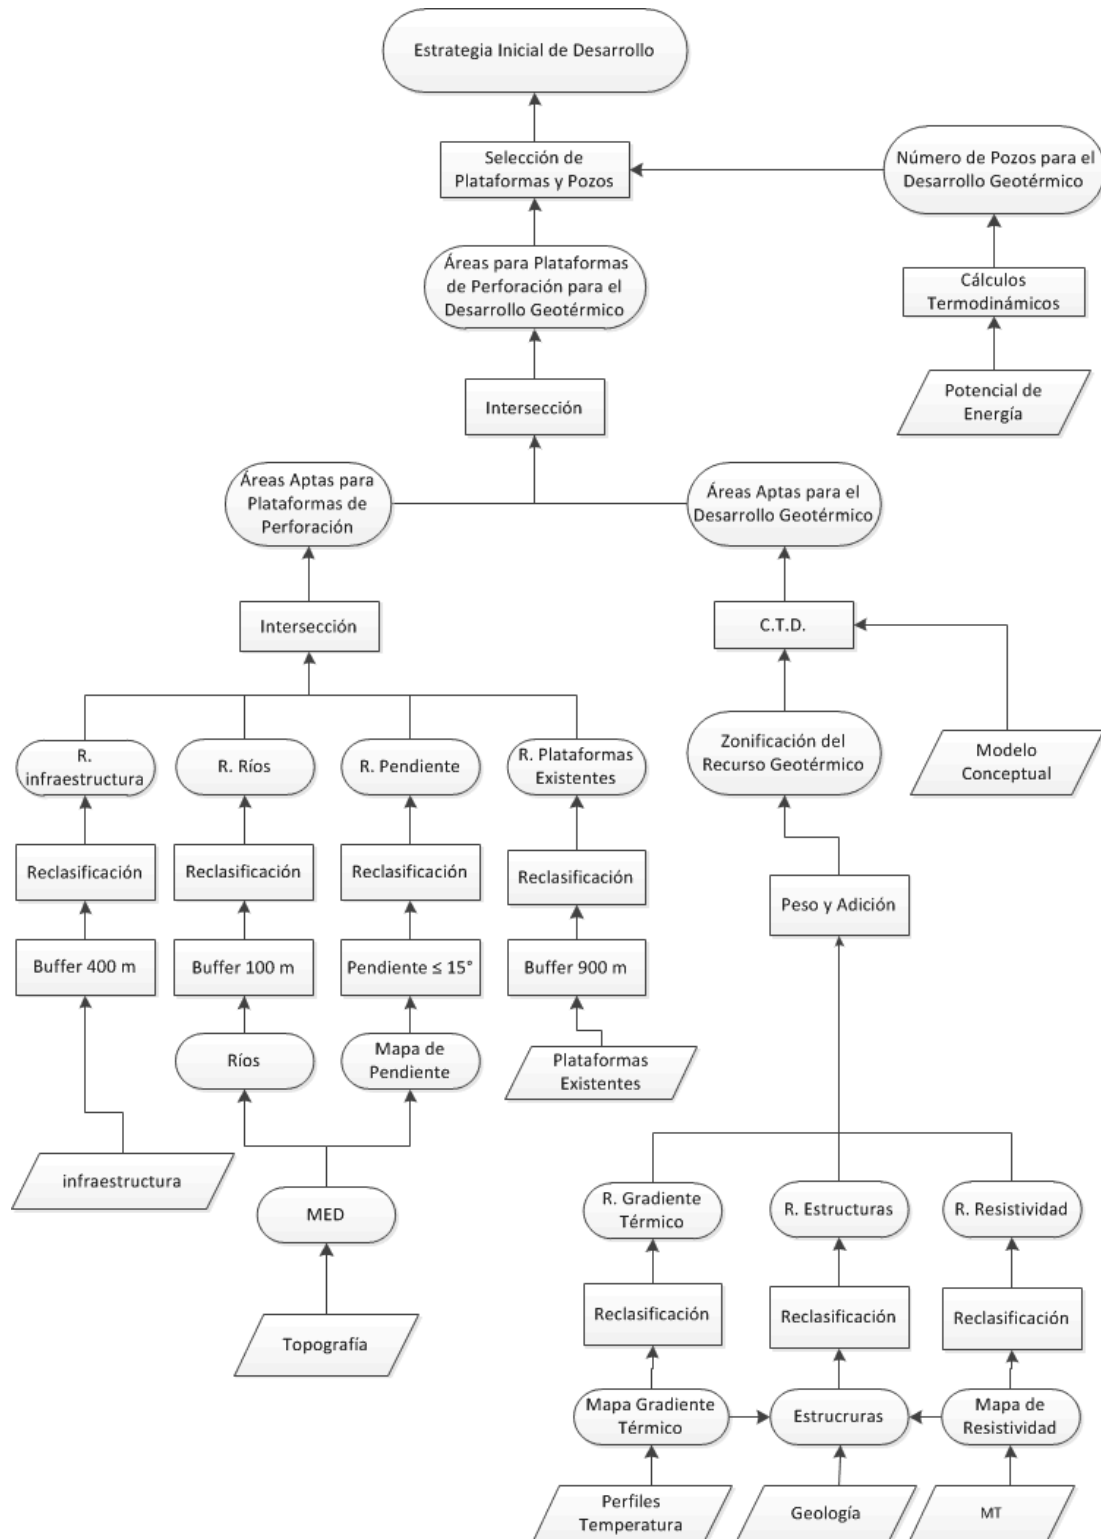 Estrategia Inicial de Desarrollo
Selección de
Plataformas y Pozos
Número de Pozos para el
Desarrollo Geotérmico
Áreas para Plataformas
de Perforación para el
Desarrollo Geotérmico
Cálculos
Termodinámicos
Intersección
Potencial de
Energía
Áreas Aptas para
Plataformas de
Perforación
Áreas Aptas para el
Desarrollo Geotérmico
Intersección
C.T.D.
R.
infraestructura
R. Ríos
R. Pendiente
R. Plataformas
Existentes
Zonificación del
Recurso Geotérmico
Modelo
Conceptual
Reclasificación
Reclasificación
Reclasificación
Reclasificación
Peso y Adición
Buffer 400 m
Buffer 100 m
Pendiente ≤ 15°
Buffer 900 m
Ríos
Mapa de
Pendiente
Plataformas
Existentes
infraestructura
MED
R. Gradiente
Térmico
R. Estructuras
R. Resistividad
Topografía
Reclasificación
Reclasificación
Reclasificación
Mapa Gradiente
Térmico
Estrucruras
Mapa de
Resistividad
Perfiles
Temperatura
Geología
MT